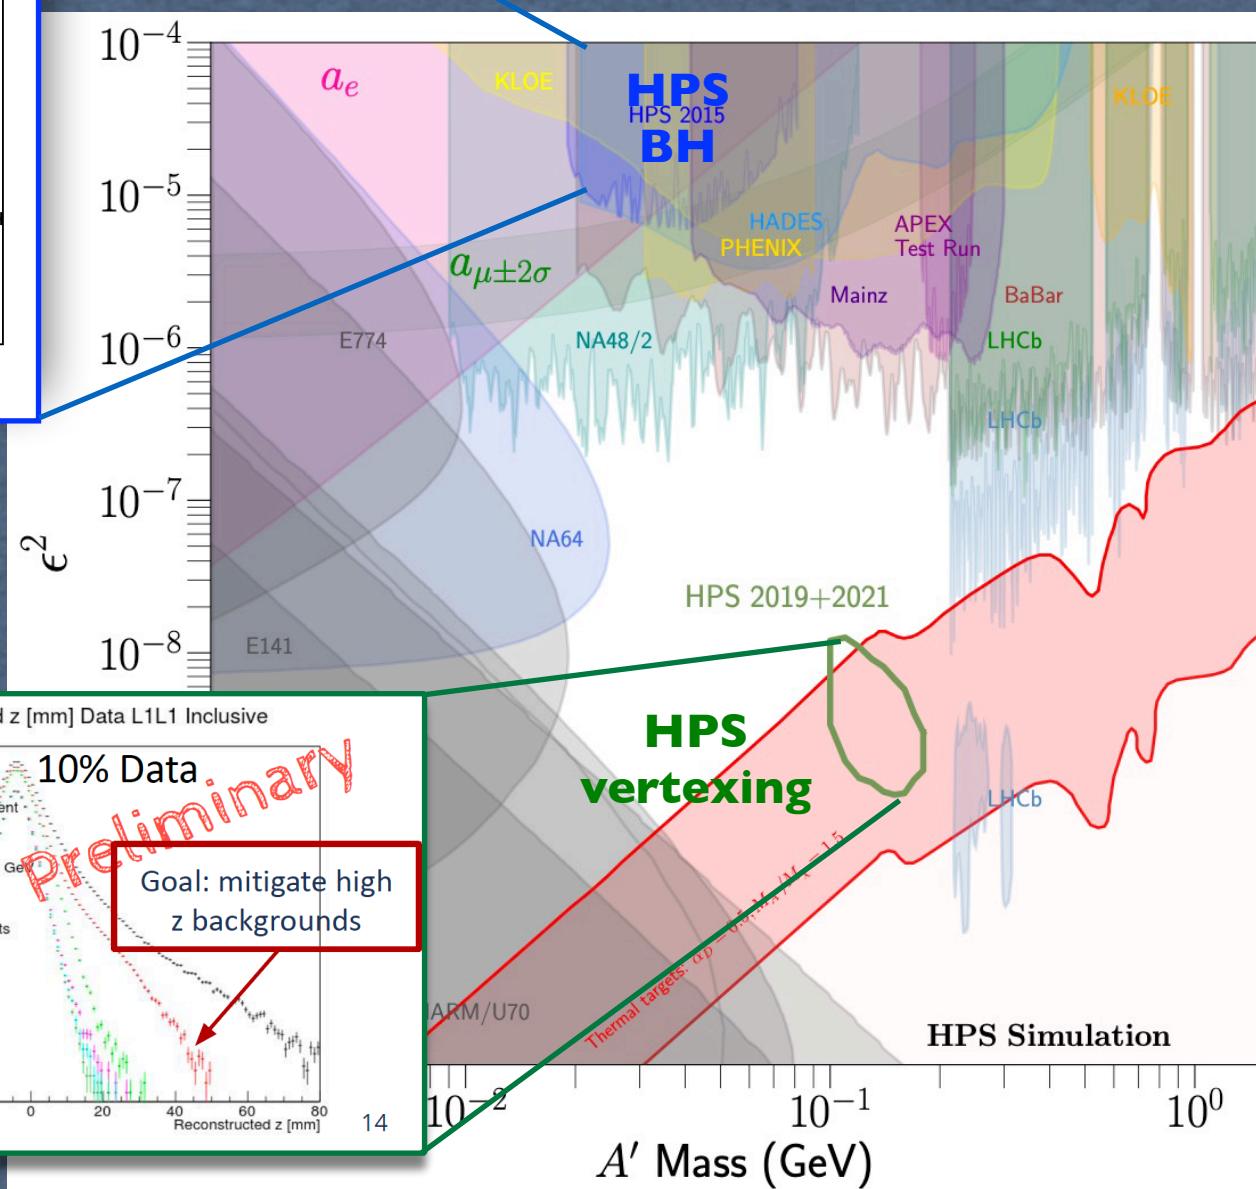 10⁻⁴
10⁻⁵
10⁻⁶
10⁻⁷
10⁻⁸
ϵ²
a_e
KLOE
HPS
HPS 2015
BH
KLOE
HADES
PHENIX
APEX
Test Run
a_μ±2σ
Mainz
BaBar
E774
NA48/2
LHCb
LHCb
NA64
HPS 2019+2021
E141
HPS
vertexing
LHCb
z [mm] Data L1L1 Inclusive
10% Data
Preliminary
GeV
Goal: mitigate high
z backgrounds
0 20 40 60 80
Reconstructed z [mm]
14
ARM/U70
Thermal targets:
HPS Simulation
10⁻² 10⁻¹ 10⁰
A′ Mass (GeV)